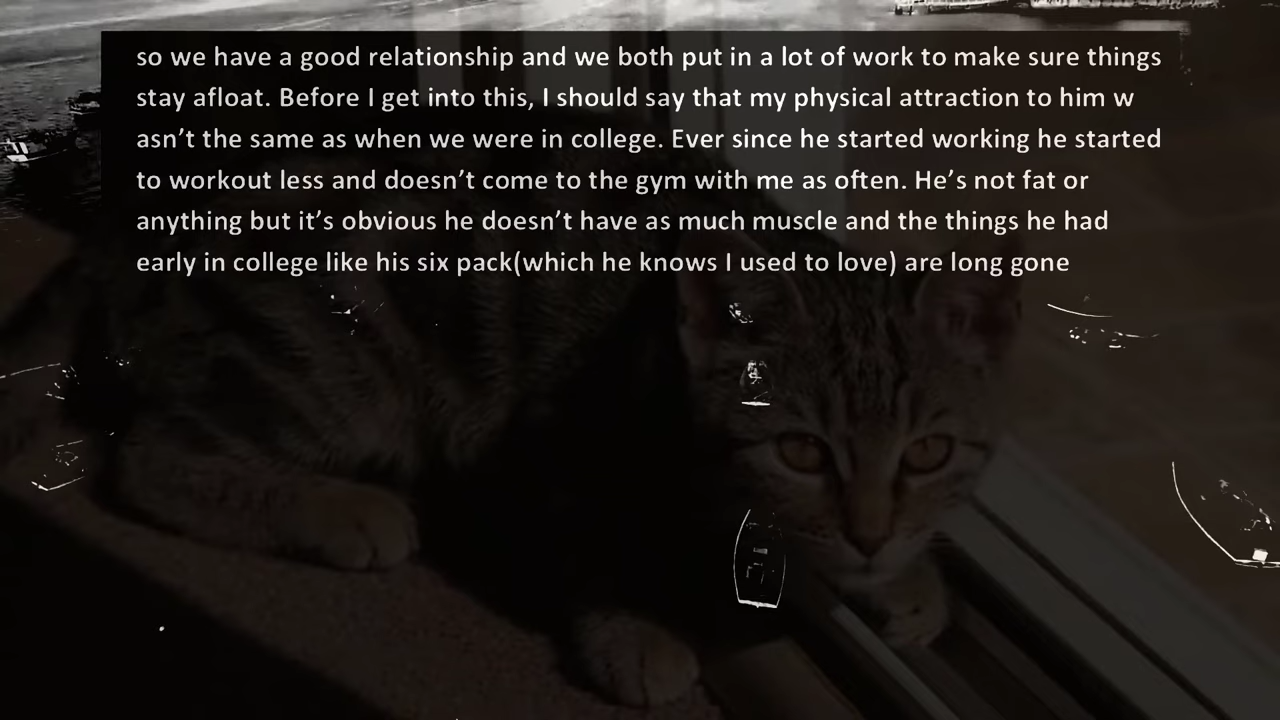 so we have a good relationship and we both put in a lot of work to make sure things
stay afloat. Before I get into this, I should say that my physical attraction to him w
asn’t the same as when we were in college. Ever since he started working he started
to workout less and doesn’t come to the gym with me as often. He’s not fat or
anything but it’s obvious he doesn’t have as much muscle and the things he had
early in college like his six pack(which he knows I used to love) are long gone